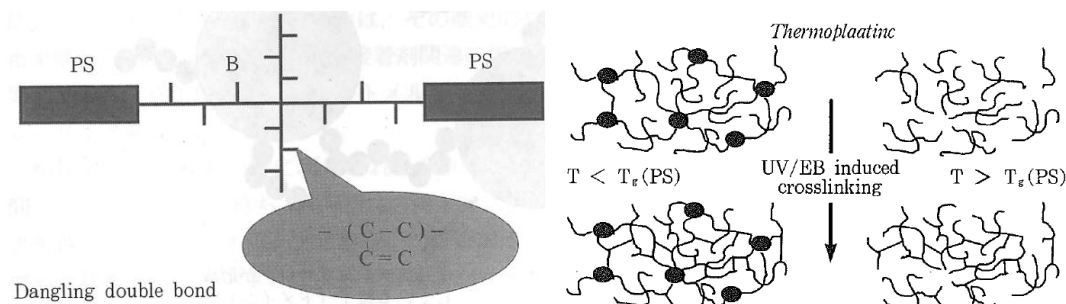 PS
B
PS
– (C–C)–
C=C
Dangling double bond
Thermoplaatinc
T < Tg(PS)
UV/EB induced
crosslinking
T > Tg(PS)